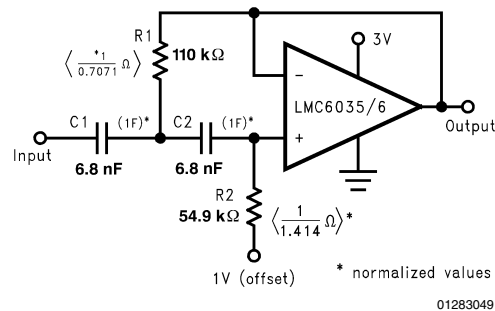 R1
110 kΩ
⟨ *1/0.7071 Ω ⟩
3V
−
LMC6035/6
+
Output
C1
(1F)*
C2
(1F)*
Input
6.8 nF
6.8 nF
R2
54.9 kΩ
⟨ 1/1.414 Ω ⟩*
1V (offset)
* normalized values
01283049